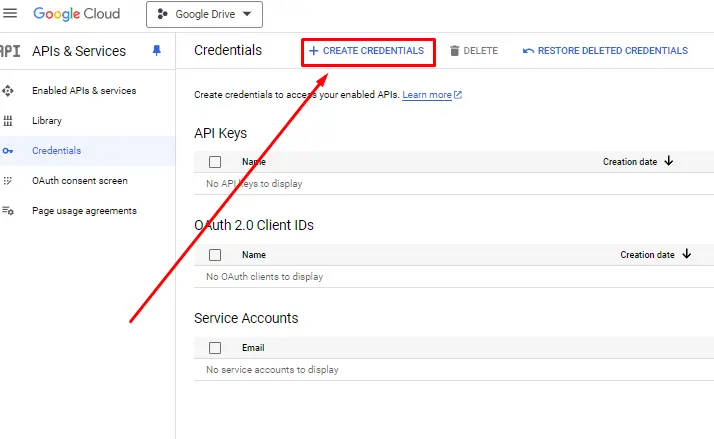 Google Cloud Google Drive
API APIs & Services
Credentials + CREATE CREDENTIALS DELETE RESTORE DELETED CREDENTIALS
Enabled APIs & services
Library
Credentials
OAuth consent screen
Page usage agreements
Create credentials to access your enabled APIs. Learn more
API Keys
Name Creation date
No API keys to display
OAuth 2.0 Client IDs
Name Creation date
No OAuth clients to display
Service Accounts
Email
No service accounts to display